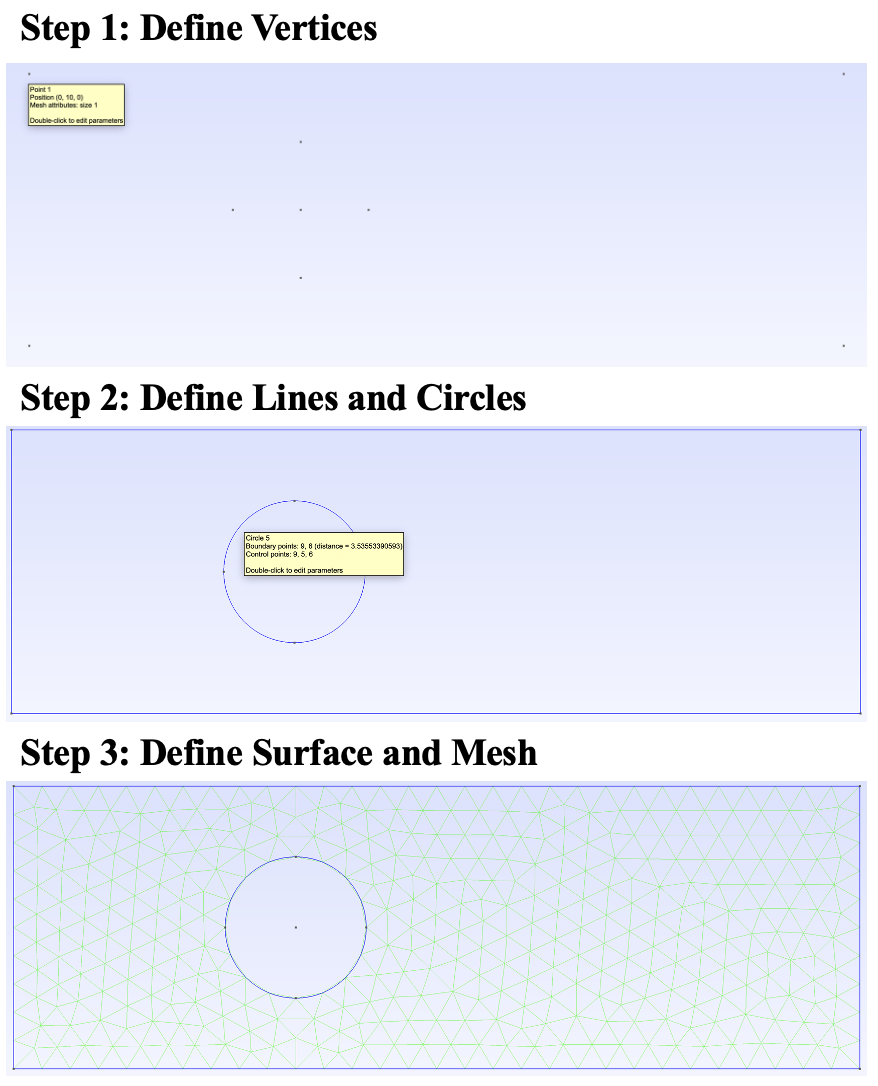 Step 1: Define Vertices
Point 1
Position (0, 10, 0)
Mesh attributes: size 1
Double-click to edit parameters
Step 2: Define Lines and Circles
Circle 5
Boundary points: 9, 6 (distance = 3.53553390593)
Control points: 9, 5, 6
Double-click to edit parameters
Step 3: Define Surface and Mesh